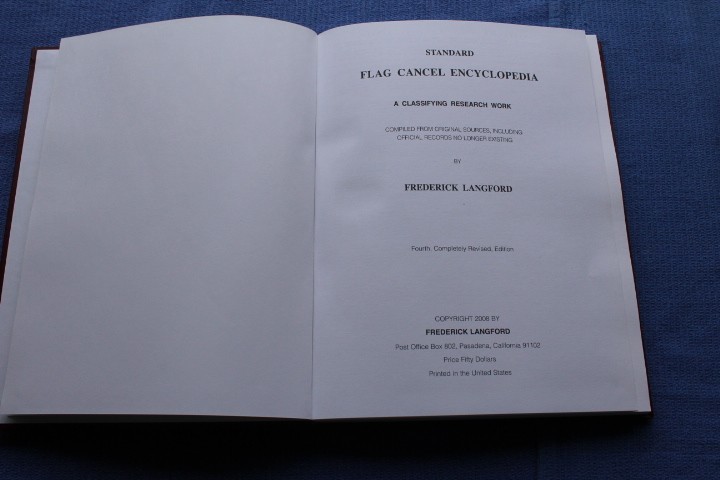 STANDARD
FLAG CANCEL ENCYCLOPEDIA
A CLASSIFYING RESEARCH WORK
COMPILED FROM ORIGINAL SOURCES, INCLUDING
OFFICIAL RECORDS NO LONGER EXISTING
BY
FREDERICK LANGFORD
Fourth, Completely Revised, Edition
COPYRIGHT 2008 BY
FREDERICK LANGFORD
Post Office Box 802, Pasadena, California 91102
Price Fifty Dollars
Printed in the United States